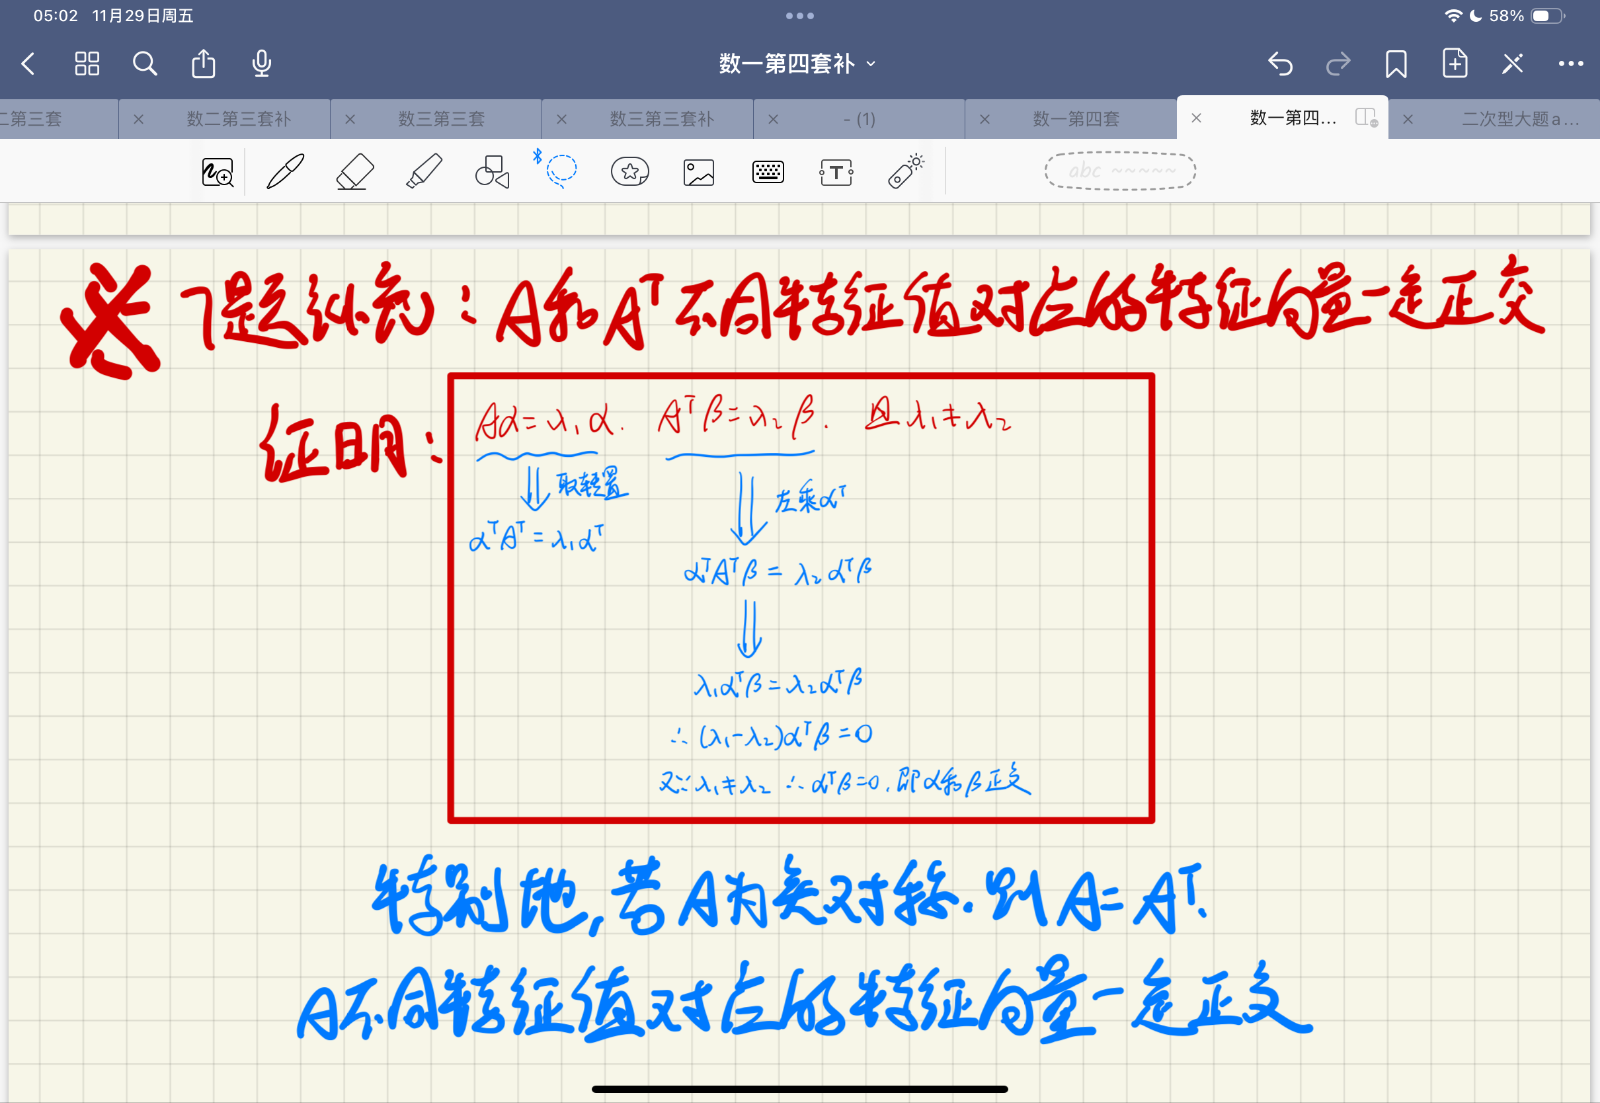 05:02 11月29日周五
58%
数一第四套补
二第三套
数二第三套补
数三第三套
数三第三套补
- (1)
数一第四套
数一第四...
二次型大题a...
abc
7题纵充：A和Aᵀ不同特征值对应的特征向量一定正交
证明：
Aα=λ₁α. Aᵀβ=λ₂β. 且λ₁≠λ₂
⇓取转置
⇓左乘αᵀ
αᵀAᵀ=λ₁αᵀ
αᵀAᵀβ=λ₂αᵀβ
⇓
λ₁αᵀβ=λ₂αᵀβ
∴(λ₁-λ₂)αᵀβ=0
又∵λ₁≠λ₂ ∴αᵀβ=0.即α和β正交
特别地,若A为实对称.则A=Aᵀ.
A不同特征值对应的特征向量一定正交